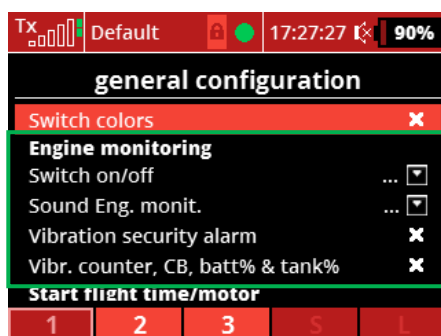 Tx Default 17:27:27 90%
general configuration
Switch colors
Engine monitoring
Switch on/off ...
Sound Eng. monit. ...
Vibration security alarm
Vibr. counter, CB, batt% & tank%
Start flight time/motor
1 2 3 S L